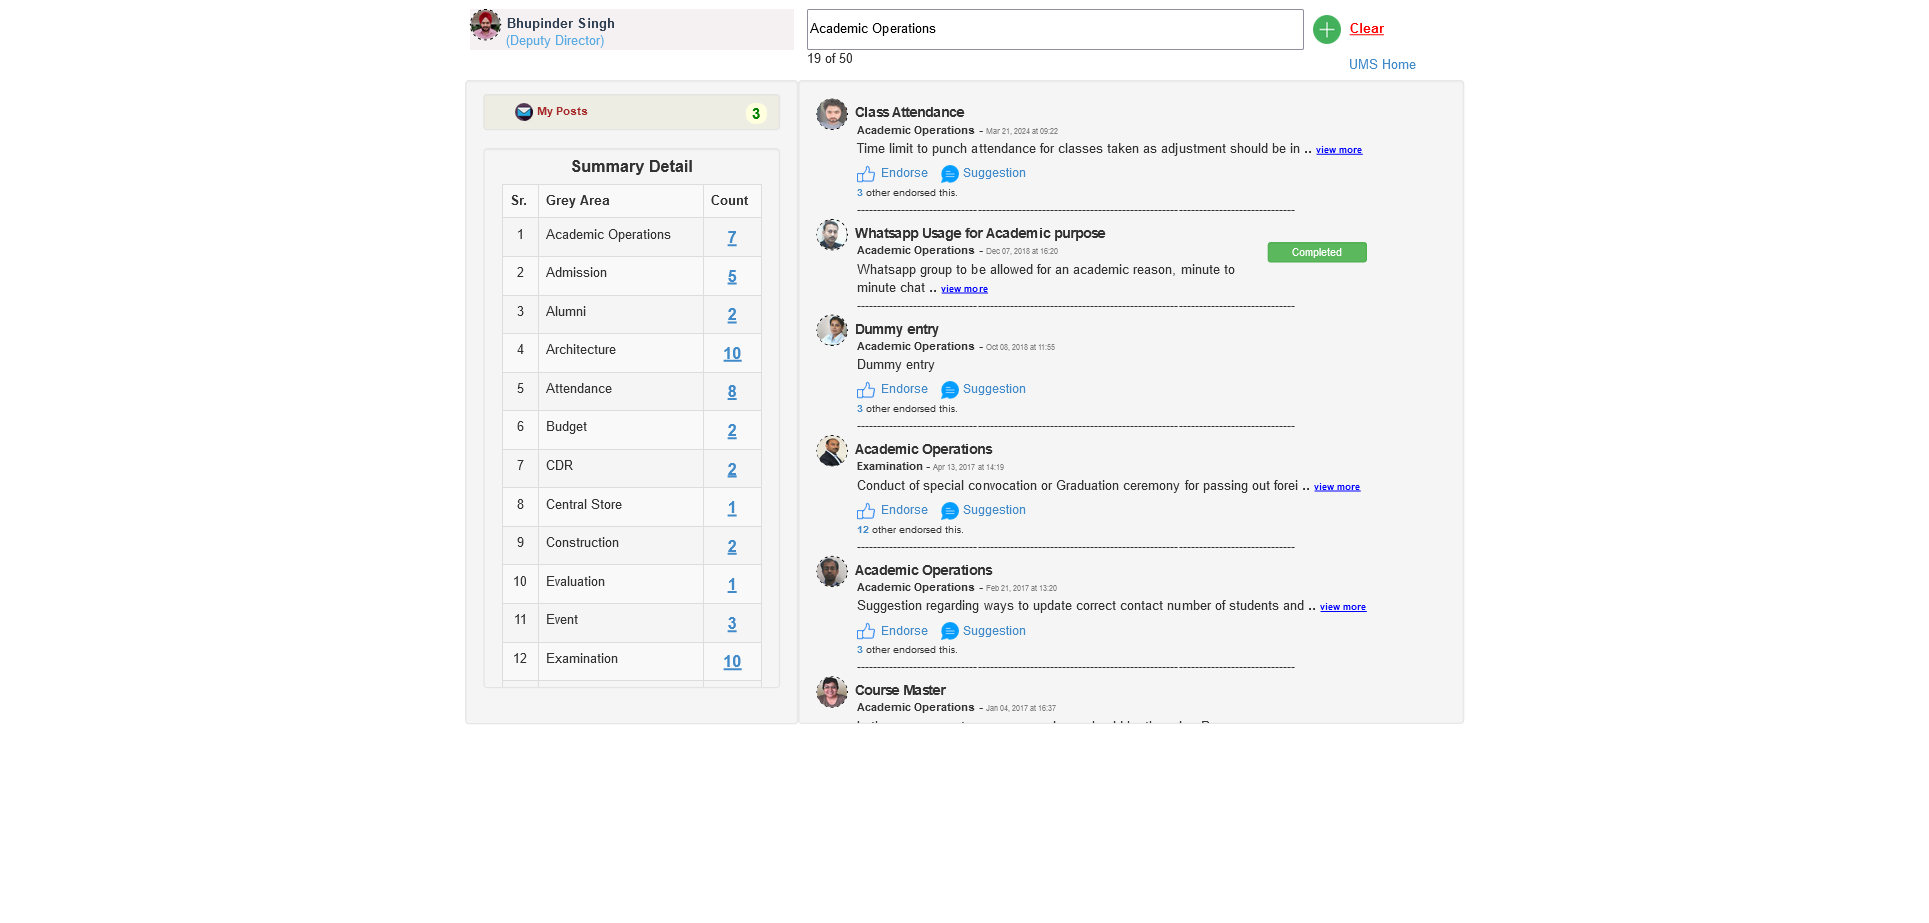 Bhupinder Singh
(Deputy Director)
Academic Operations
Clear
19 of 50
UMS Home
My Posts
3
Summary Detail
Sr. Grey Area Count
1 Academic Operations 7
2 Admission 5
3 Alumni 2
4 Architecture 10
5 Attendance 8
6 Budget 2
7 CDR 2
8 Central Store 1
9 Construction 2
10 Evaluation 1
11 Event 3
12 Examination 10
Class Attendance
Academic Operations - Mar 21, 2024 at 09:22
Time limit to punch attendance for classes taken as adjustment should be in .. view more
Endorse Suggestion
3 other endorsed this.
Whatsapp Usage for Academic purpose
Academic Operations - Dec 07, 2018 at 16:20
Completed
Whatsapp group to be allowed for an academic reason, minute to
minute chat .. view more
Dummy entry
Academic Operations - Oct 08, 2018 at 11:55
Dummy entry
Endorse Suggestion
3 other endorsed this.
Academic Operations
Examination - Apr 13, 2017 at 14:19
Conduct of special convocation or Graduation ceremony for passing out forei .. view more
Endorse Suggestion
12 other endorsed this.
Academic Operations
Academic Operations - Feb 21, 2017 at 13:20
Suggestion regarding ways to update correct contact number of students and .. view more
Endorse Suggestion
3 other endorsed this.
Course Master
Academic Operations - Jan 04, 2017 at 16:37